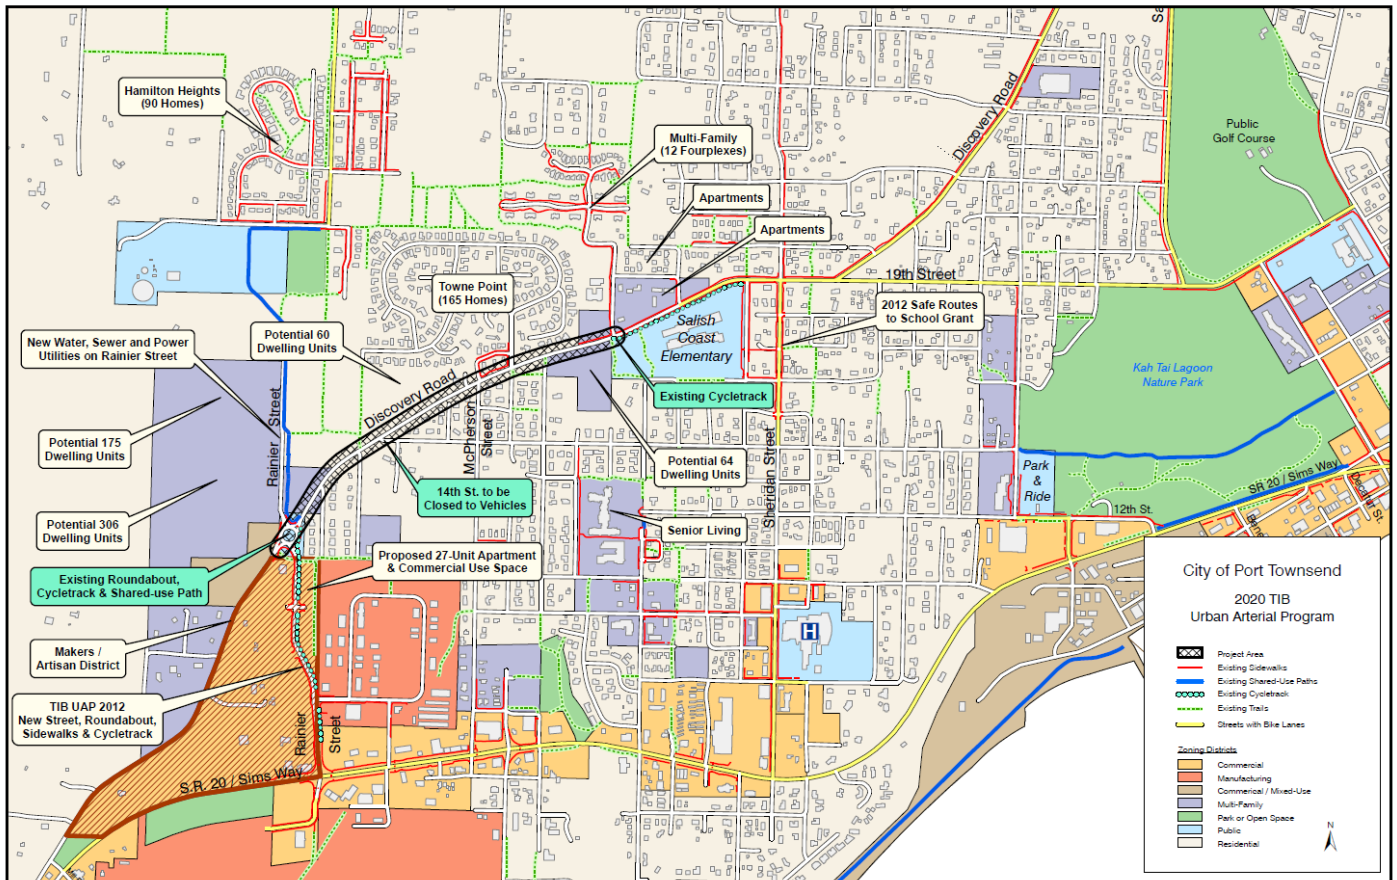 Hamilton Heights
(90 Homes)
Multi-Family
(12 Fourplexes)
Discovery Road
Public
Golf Course
Apartments
Apartments
19th Street
Towne Point
(165 Homes)
2012 Safe Routes
to School Grant
Salish
Coast
Elementary
New Water, Sewer and Power
Utilities on Rainier Street
Potential 60
Dwelling Units
Kah Tai Lagoon
Nature Park
Discovery Road
Existing Cycletrack
Rainier Street
McPherson Street
Potential 175
Dwelling Units
Potential 64
Dwelling Units
Sheridan Street
Park
&
Ride
SR 20 / Sims Way
14th St. to be
Closed to Vehicles
12th St.
Potential 306
Dwelling Units
Senior Living
Proposed 27-Unit Apartment
& Commercial Use Space
Existing Roundabout,
Cycletrack & Shared-use Path
H
Makers /
Artisan District
TIB UAP 2012
New Street, Roundabout,
Sidewalks & Cycletrack
Rainier Street
S.R. 20 / Sims Way
City of Port Townsend
2020 TIB
Urban Arterial Program
Project Area
Existing Sidewalks
Existing Shared-Use Paths
Existing Cycletrack
Existing Trails
Streets with Bike Lanes
Zoning Districts
Commercial
Manufacturing
Commerical / Mixed-Use
Multi-Family
Park or Open Space
Public
Residential
N